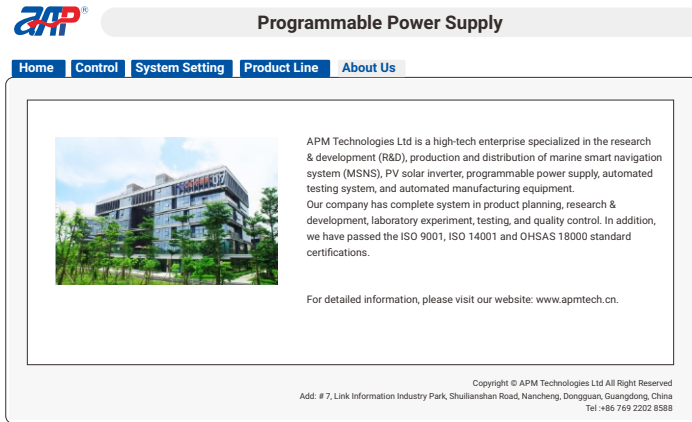 APM®
Programmable Power Supply
Home Control System Setting Product Line About Us
APM Technologies Ltd is a high-tech enterprise specialized in the research
& development (R&D), production and distribution of marine smart navigation
system (MSNS), PV solar inverter, programmable power supply, automated
testing system, and automated manufacturing equipment.
Our company has complete system in product planning, research &
development, laboratory experiment, testing, and quality control. In addition,
we have passed the ISO 9001, ISO 14001 and OHSAS 18000 standard
certifications.
For detailed information, please visit our website: www.apmtech.cn.
Copyright © APM Technologies Ltd All Right Reserved
Add: # 7, Link Information Industry Park, Shuilianshan Road, Nancheng, Dongguan, Guangdong, China
Tel :+86 769 2202 8588